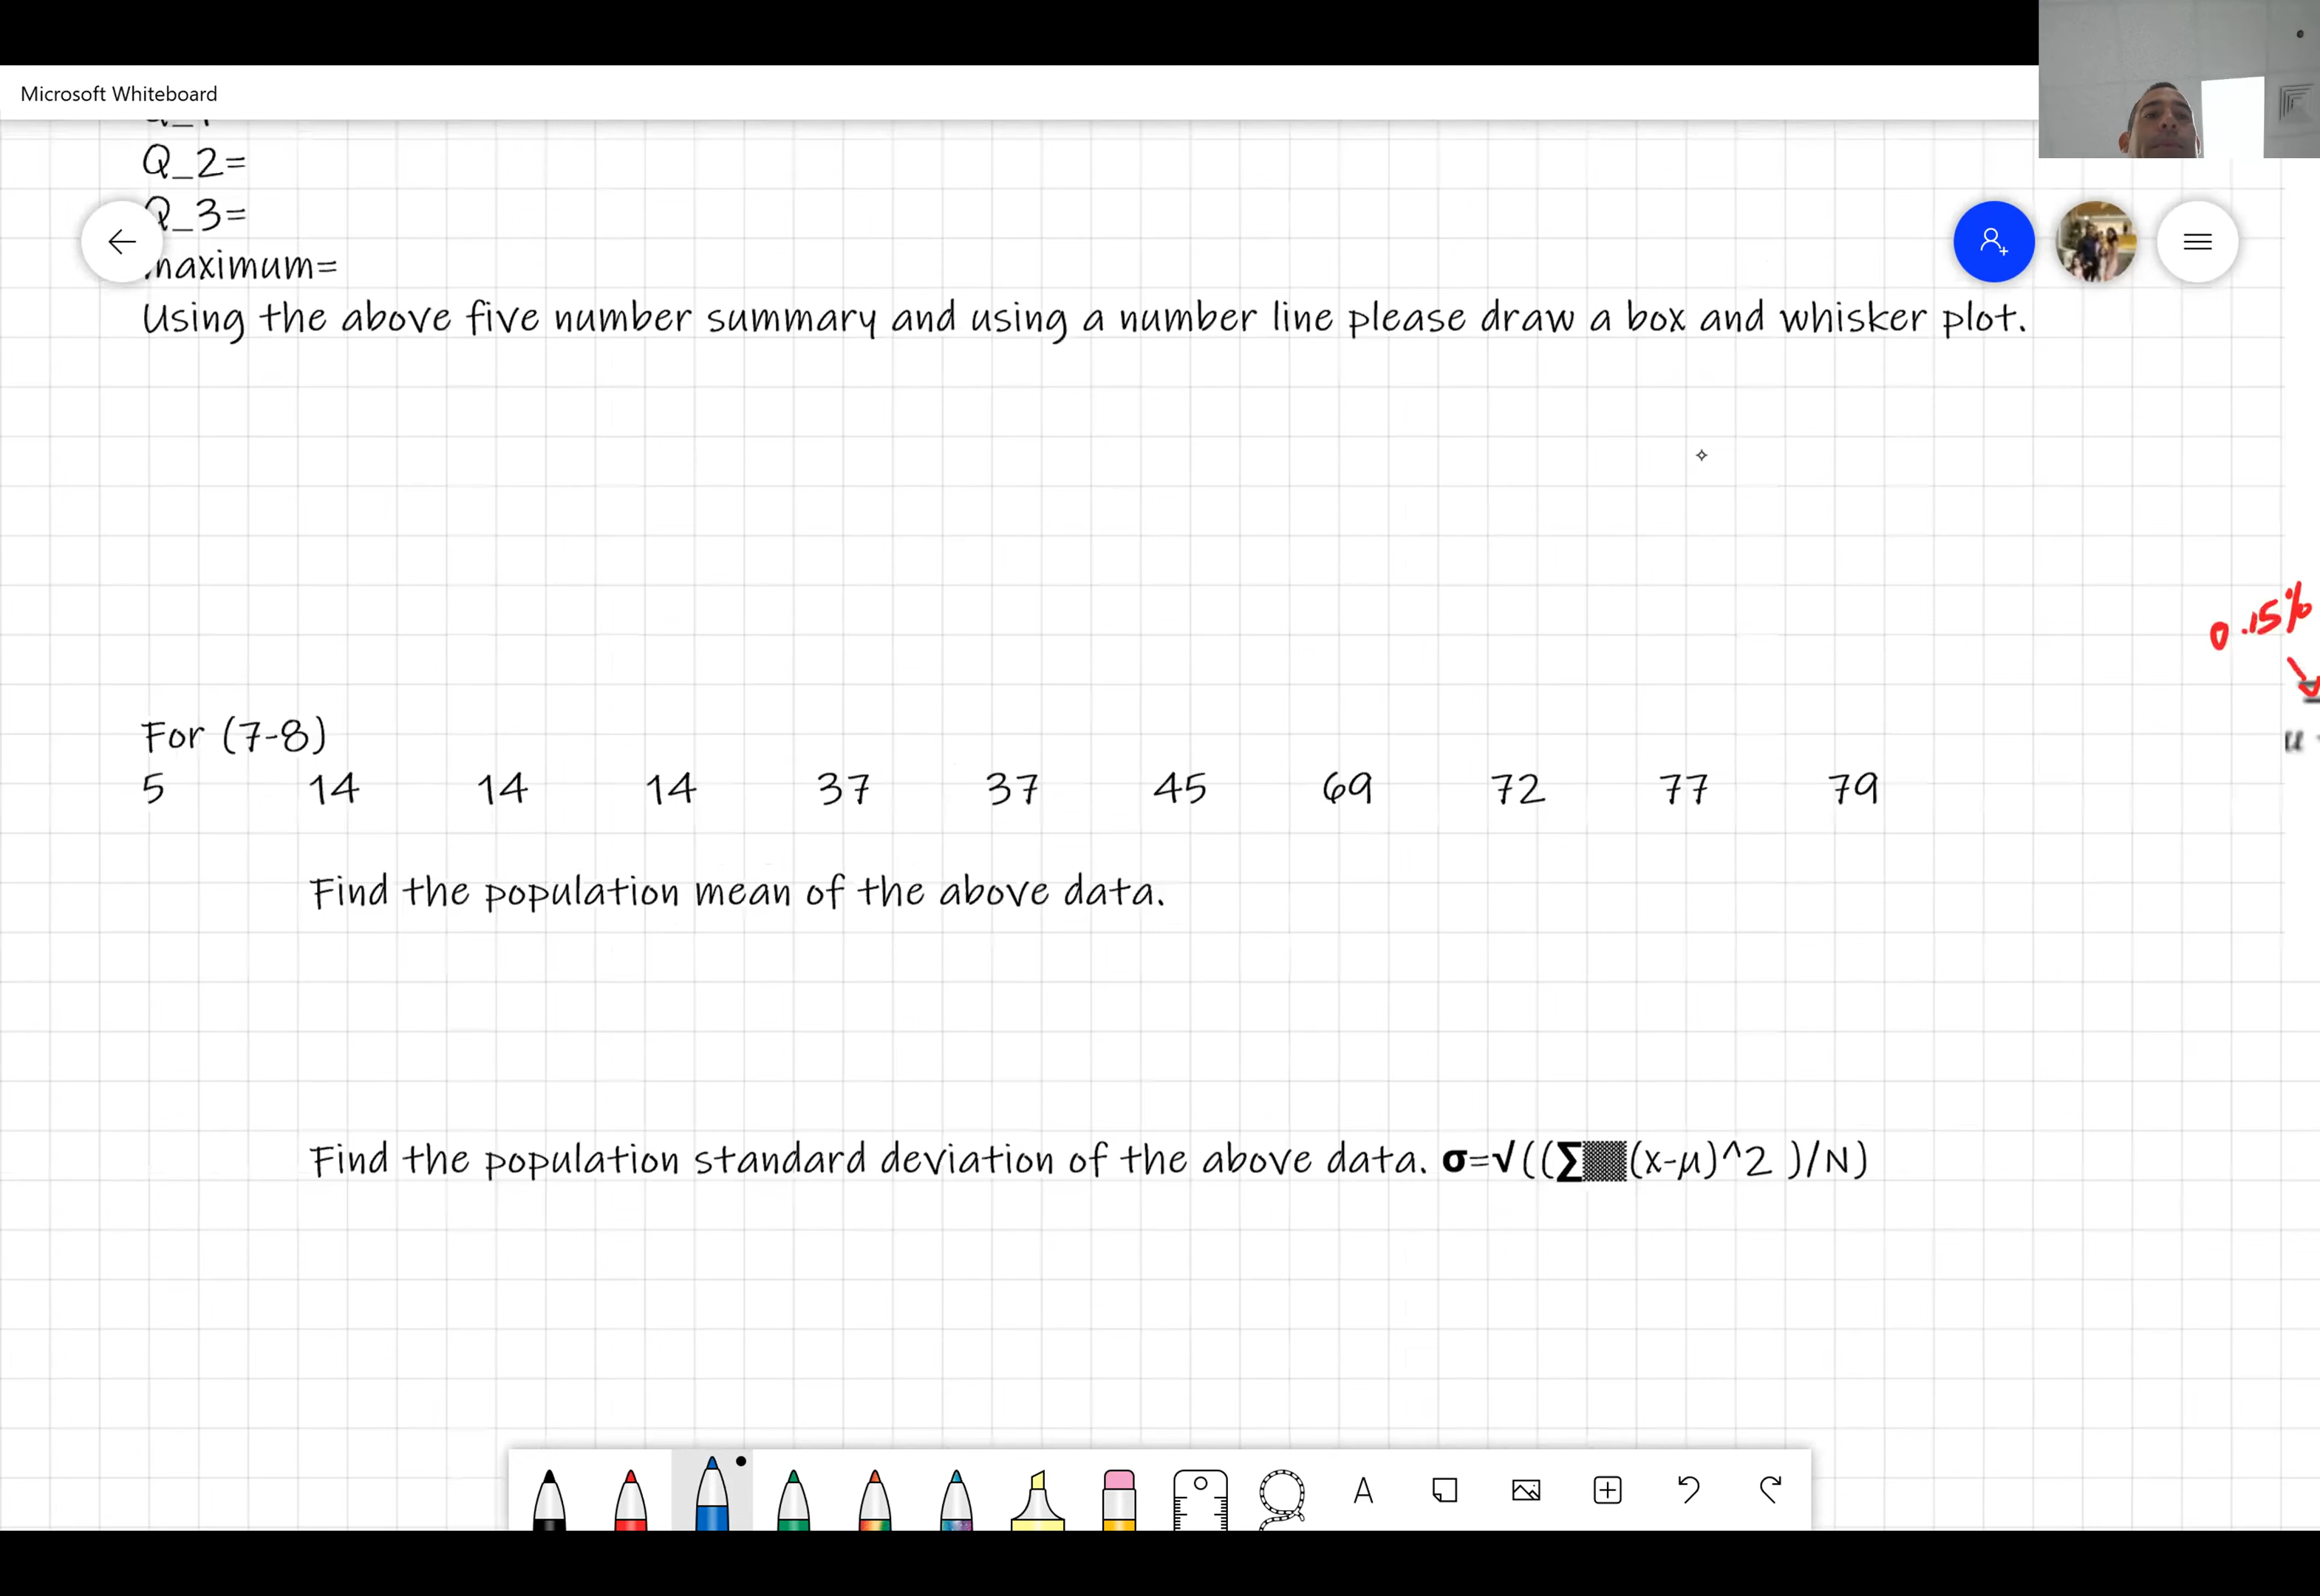 Microsoft Whiteboard
Q_2=
Q_3=
maximum=
Using the above five number summary and using a number line please draw a box and whisker plot.
0.15%
For (7-8)
μ
5 14 14 14 37 37 45 69 72 77 79
Find the population mean of the above data.
Find the population standard deviation of the above data. σ=√((∑▒▒(x-μ)^2 )/N)
A